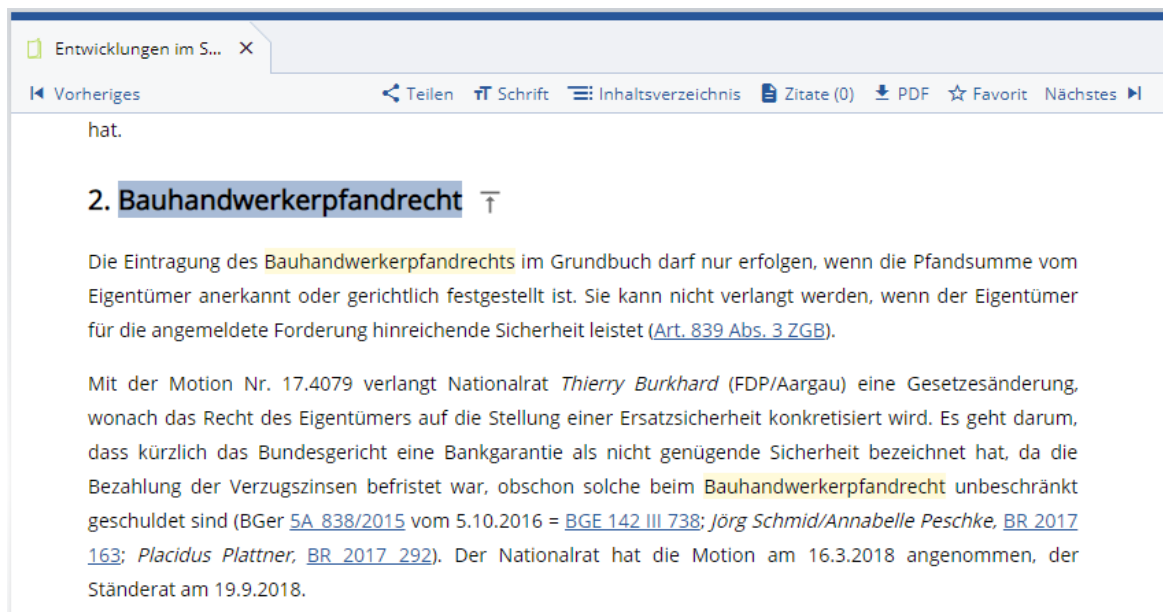 Entwicklungen im S... ×
Vorheriges Teilen Schrift Inhaltsverzeichnis Zitate (0) PDF Favorit Nächstes
hat.
2. Bauhandwerkerpfandrecht
Die Eintragung des Bauhandwerkerpfandrechts im Grundbuch darf nur erfolgen, wenn die Pfandsumme vom
Eigentümer anerkannt oder gerichtlich festgestellt ist. Sie kann nicht verlangt werden, wenn der Eigentümer
für die angemeldete Forderung hinreichende Sicherheit leistet (Art. 839 Abs. 3 ZGB).
Mit der Motion Nr. 17.4079 verlangt Nationalrat Thierry Burkhard (FDP/Aargau) eine Gesetzesänderung,
wonach das Recht des Eigentümers auf die Stellung einer Ersatzsicherheit konkretisiert wird. Es geht darum,
dass kürzlich das Bundesgericht eine Bankgarantie als nicht genügende Sicherheit bezeichnet hat, da die
Bezahlung der Verzugszinsen befristet war, obschon solche beim Bauhandwerkerpfandrecht unbeschränkt
geschuldet sind (BGer 5A_838/2015 vom 5.10.2016 = BGE 142 III 738; Jörg Schmid/Annabelle Peschke, BR 2017
163; Placidus Plattner, BR 2017 292). Der Nationalrat hat die Motion am 16.3.2018 angenommen, der
Ständerat am 19.9.2018.